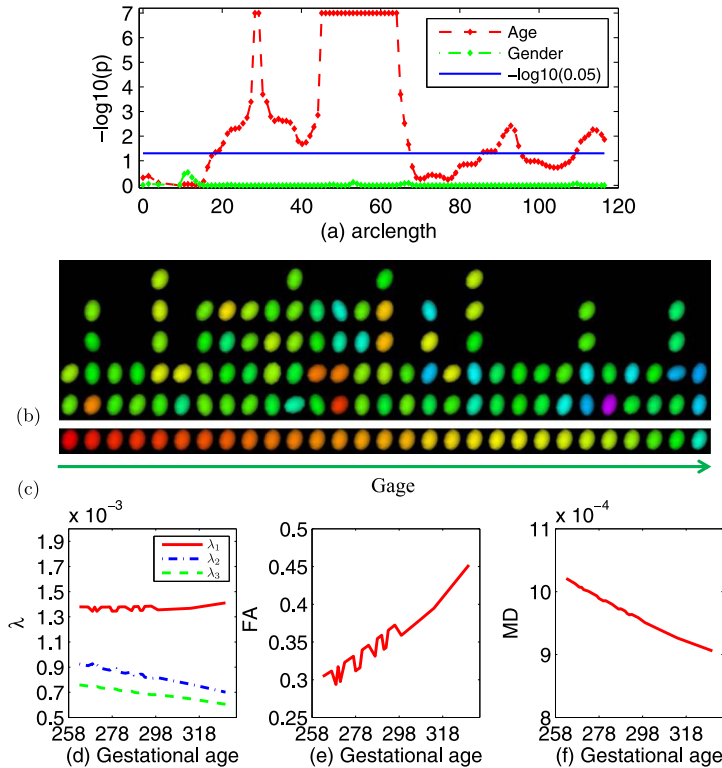 7
6
5
4
3
2
1
0
−log10(p)
Age
Gender
−log10(0.05)
0 20 40 60 80 100 120
(a) arclength
(b)
(c)
Gage
x 10⁻³
1.9
1.7
1.5
1.3
1.1
0.9
0.7
0.5
λ
λ₁
λ₂
λ₃
258 278 298 318
(d) Gestational age
0.5
0.45
0.4
0.35
0.3
0.25
FA
258 278 298 318
(e) Gestational age
x 10⁻⁴
11
10
9
8
MD
258 278 298 318
(f) Gestational age